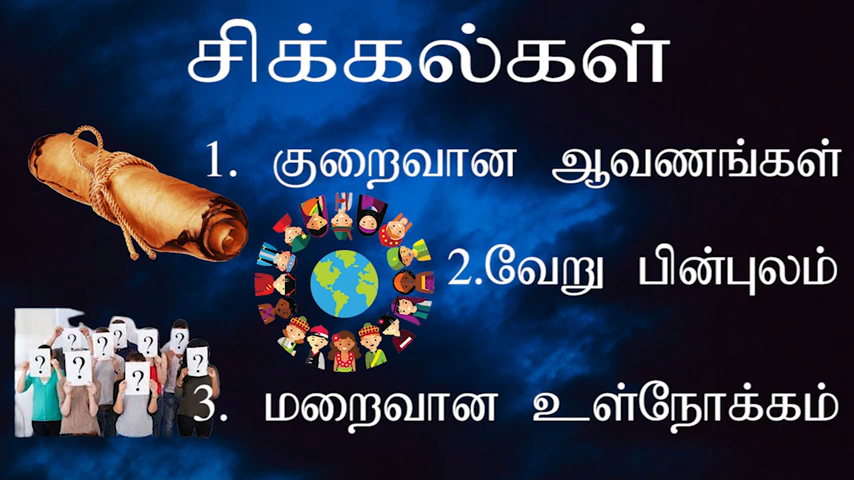 சிக்கல்கள்
1. குறைவான ஆவணங்கள்
2.வேறு பின்புலம்
3. மறைவான உள்நோக்கம்
? ? ? ? ? ? ? ?